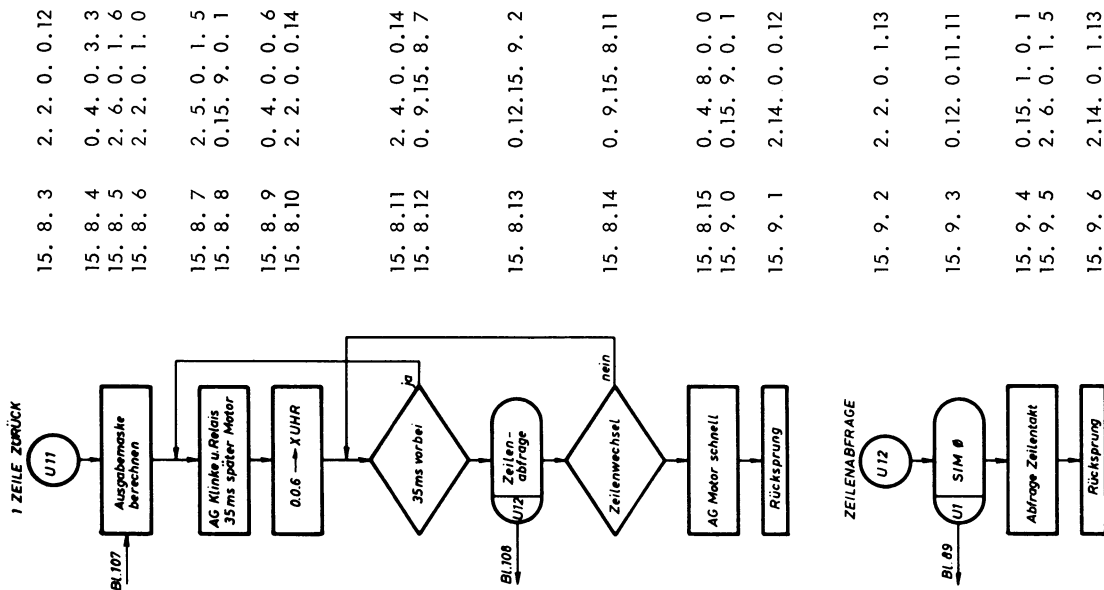 1 ZEILE ZURÜCK
U11
15. 8. 3 2. 2. 0. 0.12
Bl.107
Ausgabemaske
berechnen
15. 8. 4 0. 4. 0. 3. 3
15. 8. 5 2. 6. 0. 1. 6
15. 8. 6 2. 2. 0. 1. 0
AG Klinke u. Relais
35 ms später Motor
15. 8. 7 2. 5. 0. 1. 5
15. 8. 8 0.15. 9. 0. 1
0.0.6 → XUHR
15. 8. 9 0. 4. 0. 0. 6
15. 8.10 2. 2. 0. 0.14
35ms vorbei
ja
15. 8.11 2. 4. 0. 0.14
15. 8.12 0. 9.15. 8. 7
Bl.108
U12
Zeilen-
abfrage
15. 8.13 0.12.15. 9. 2
Zeilenwechsel
nein
15. 8.14 0. 9.15. 8.11
AG Motor schnell
15. 8.15 0. 4. 8. 0. 0
15. 9. 0 0.15. 9. 0. 1
Rücksprung
15. 9. 1 2.14. 0. 0.12
ZEILENABFRAGE
U12
15. 9. 2 2. 2. 0. 1.13
Bl.89
U1
SIM Ø
15. 9. 3 0.12. 0.11.11
Abfrage Zeilentakt
15. 9. 4 0.15. 1. 0. 1
15. 9. 5 2. 6. 0. 1. 5
Rücksprung
15. 9. 6 2.14. 0. 1.13